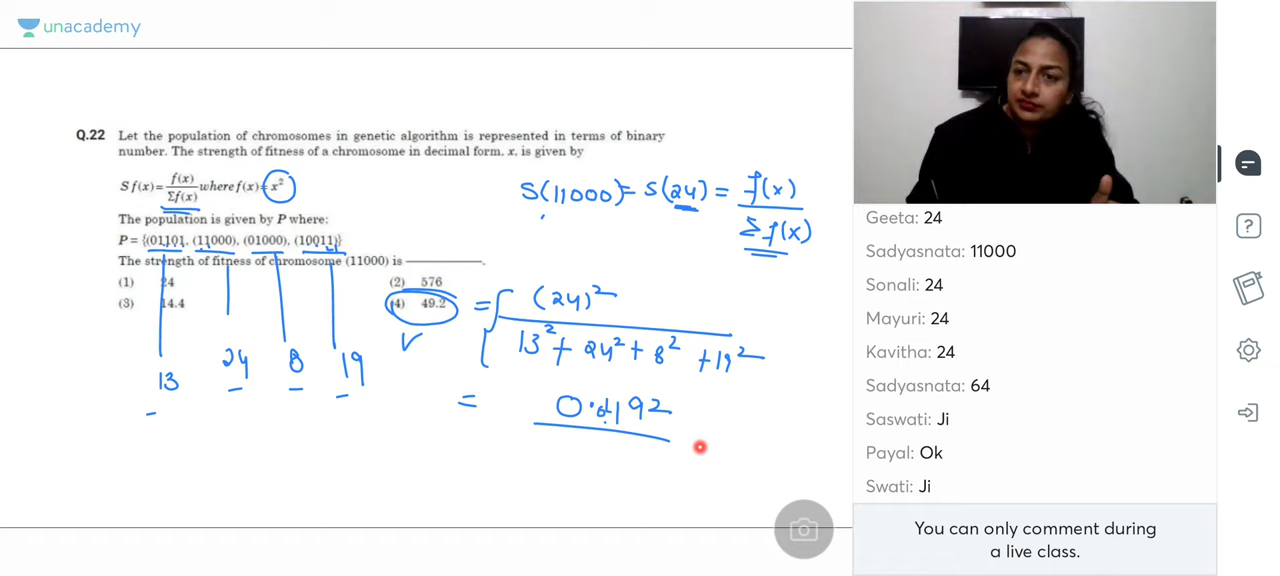 unacademy
Q.22 Let the population of chromosomes in genetic algorithm is represented in terms of binary
number. The strength of fitness of a chromosome in decimal form, x, is given by
S f(x) = f(x) / Σf(x) where f(x) = x²
The population is given by P where:
P = {(01101, (11000), (01000), (10011)}
The strength of fitness of chromosome (11000) is ————.
(1) 24 (2) 576
(3) 14.4 (4) 49.2
13 24 8 19
S(11000) = S(24) = f(x) / Σ f(x)
= (24)² / 13² + 24² + 8² + 19²
= 0.4192
Geeta: 24
Sadyasnata: 11000
Sonali: 24
Mayuri: 24
Kavitha: 24
Sadyasnata: 64
Saswati: Ji
Payal: Ok
Swati: Ji
You can only comment during
a live class.